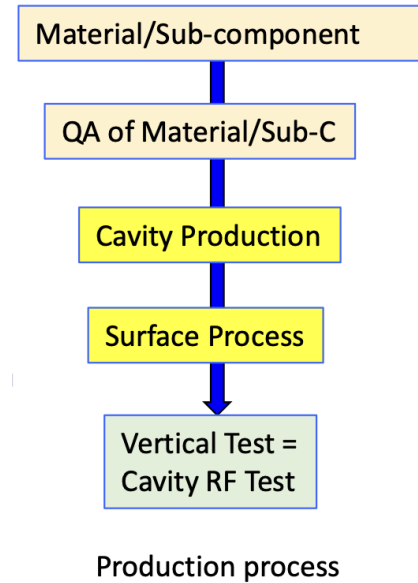 Material/Sub-component
QA of Material/Sub-C
Cavity Production
Surface Process
Vertical Test =
Cavity RF Test
Production process